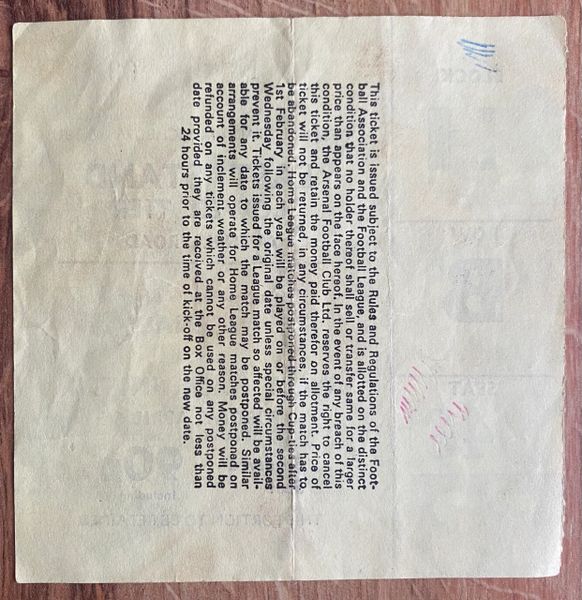 This ticket is issued subject to the Rules and Regulations of the Foot-
ball Association and the Football League, and is allotted on the distinct
condition that no holder thereof shall sell or transfer same for a larger
price than appears on the face hereof. In the event of any breach of this
condition, the Arsenal Football Club Ltd. reserves the right to cancel
this ticket and retain the money paid therefor on allotment. Price of
ticket will not be returned, in any circumstances, if the match has to
be abandoned. Home League matches postponed through Cup-ties after
1st February in each year will be played on or before the second
Wednesday following the original date unless special circumstances
prevent it. Tickets issued for a League match so affected will be avail-
able for any date to which the match may be postponed. Similar
arrangements will operate for Home League matches postponed on
account of inclement weather or any other reason. Money will be
refunded on any tickets which cannot be used on any postponed
date provided they are received at the Box Office not less than
24 hours prior to the time of kick-off on the new date.